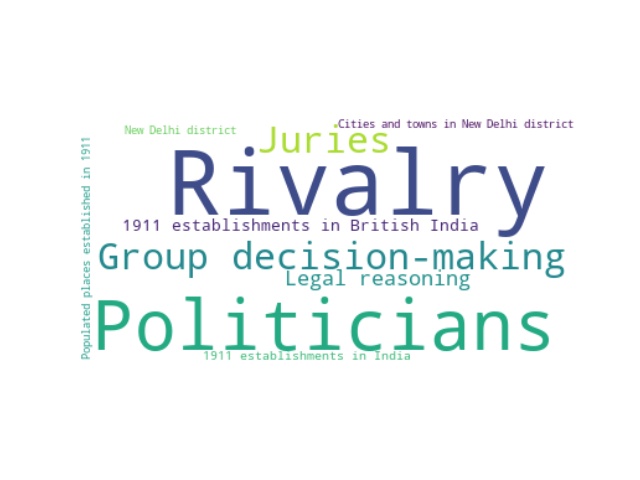 Cities and towns in New Delhi district
New Delhi district
Juries
Rivalry
1911 establishments in British India
Group decision-making
Legal reasoning
Politicians
1911 establishments in India
Populated places established in 1911